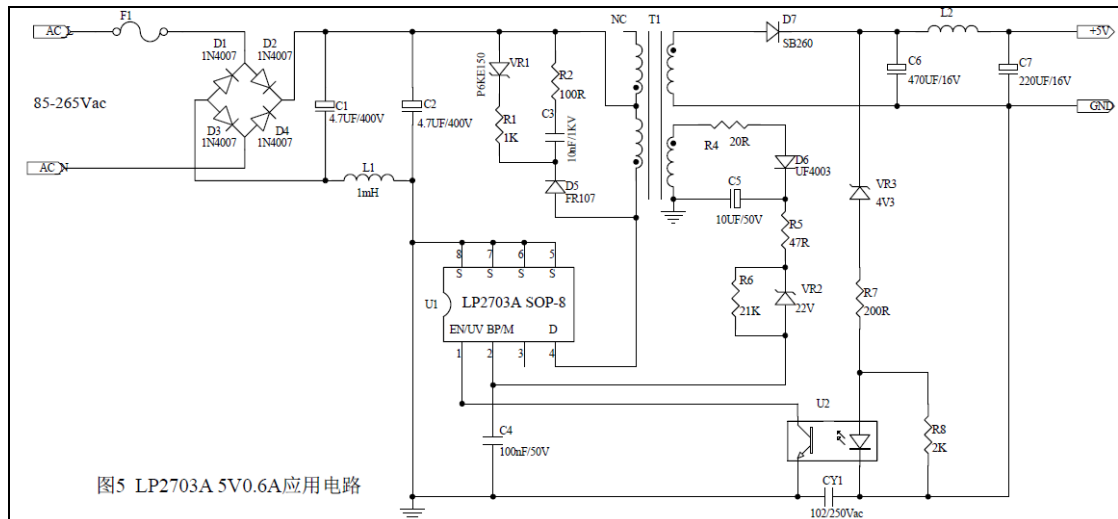 F1
AC_L
D1
1N4007
D2
1N4007
85-265Vac
D3
1N4007
D4
1N4007
AC_N
C1
4.7UF/400V
C2
4.7UF/400V
L1
1mH
P6KE150
VR1
R1
1K
R2
100R
C3
10nF/1KV
D5
FR107
NC
T1
D7
SB260
L2
+5V
C6
470UF/16V
C7
220UF/16V
GND
R4
20R
D6
UF4003
C5
10UF/50V
R5
47R
VR3
4V3
R6
21K
VR2
22V
R7
200R
8 7 6 5
S S S S
U1
LP2703A SOP-8
EN/UV BP/M D
1 2 3 4
C4
100nF/50V
U2
R8
2K
CY1
102/250Vac
图5 LP2703A 5V0.6A应用电路